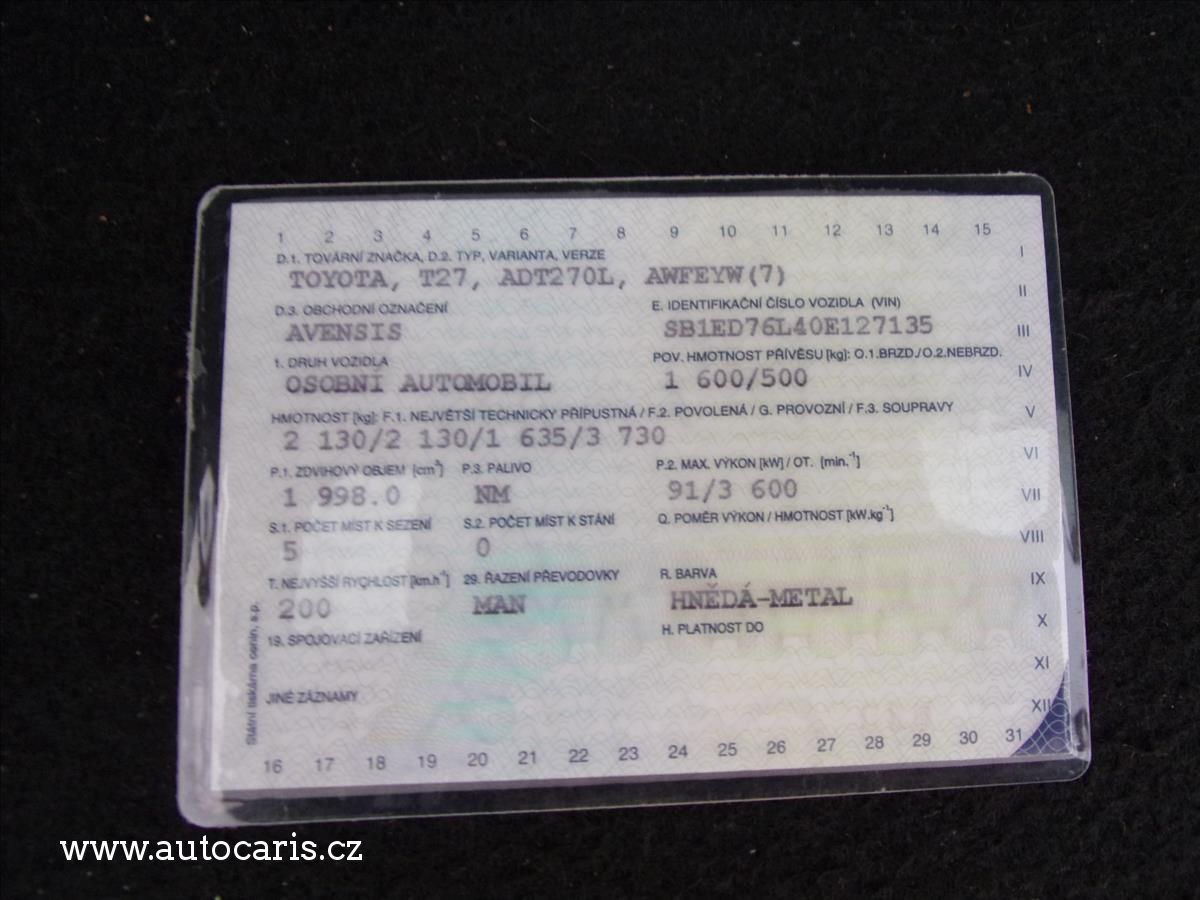 1 2 3 4 5 6 7 8 9 10 11 12 13 14 15
D.1. TOVÁRNÍ ZNAČKA, D.2. TYP, VARIANTA, VERZE
I
TOYOTA, T27, ADT270L, AWFEYW(7)
II
D.3. OBCHODNÍ OZNAČENÍ E. IDENTIFIKAČNÍ ČÍSLO VOZIDLA (VIN)
AVENSIS SB1ED76L40E127135 III
1. DRUH VOZIDLA POV. HMOTNOST PŘÍVĚSU [kg]: O.1.BRZD./O.2.NEBRZD.
OSOBNÍ AUTOMOBIL 1 600/500 IV
HMOTNOST [kg]: F.1. NEJVĚTŠÍ TECHNICKY PŘÍPUSTNÁ / F.2. POVOLENÁ / G. PROVOZNÍ / F.3. SOUPRAVY V
2 130/2 130/1 635/3 730
P.1. ZDVIHOVÝ OBJEM [cm³] P.3. PALIVO P.2. MAX. VÝKON [kW] / OT. [min.⁻¹] VI
1 998.0 NM 91/3 600 VII
S.1. POČET MÍST K SEZENÍ S.2. POČET MÍST K STÁNÍ Q. POMĚR VÝKON / HMOTNOST [kW.kg⁻¹]
5 0 VIII
T. NEJVYŠŠÍ RYCHLOST [km.h⁻¹] 29. ŘAZENÍ PŘEVODOVKY R. BARVA IX
200 MAN HNĚDÁ-METAL
19. SPOJOVACÍ ZAŘÍZENÍ H. PLATNOST DO X
XI
JINÉ ZÁZNAMY
XII
16 17 18 19 20 21 22 23 24 25 26 27 28 29 30 31
Státní tiskárna cenin, s.p.
www.autocaris.cz